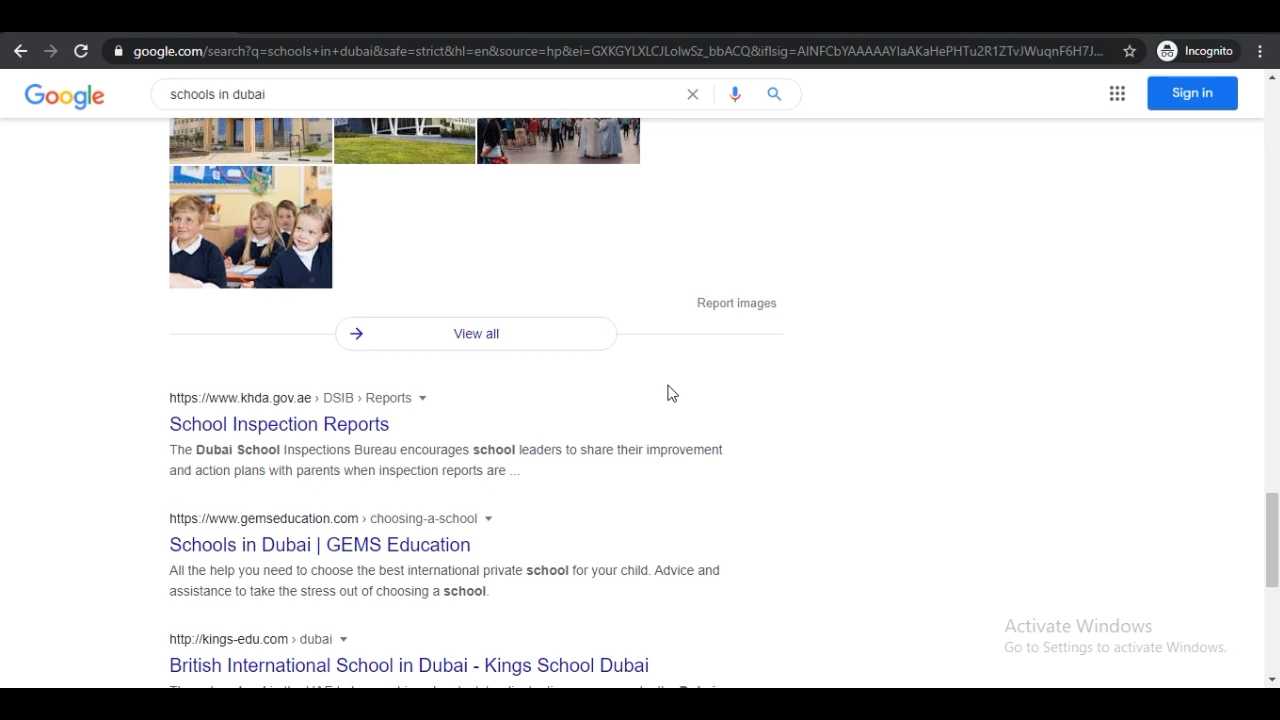 google.com/search?q=schools+in+dubai&safe=strict&hl=en&source=hp&ei=GXKGYLXLCJLolwSz_bbACQ&iflsig=AINFCbYAAAAAYIaAKaHePHTu2R1ZTvJWuqnF6H7J...
Incognito
Google
schools in dubai
Sign in
Report images
View all
https://www.khda.gov.ae › DSIB › Reports
School Inspection Reports
The Dubai School Inspections Bureau encourages school leaders to share their improvement
and action plans with parents when inspection reports are ...
https://www.gemseducation.com › choosing-a-school
Schools in Dubai | GEMS Education
All the help you need to choose the best international private school for your child. Advice and
assistance to take the stress out of choosing a school.
Activate Windows
Go to Settings to activate Windows.
http://kings-edu.com › dubai
British International School in Dubai - Kings School Dubai